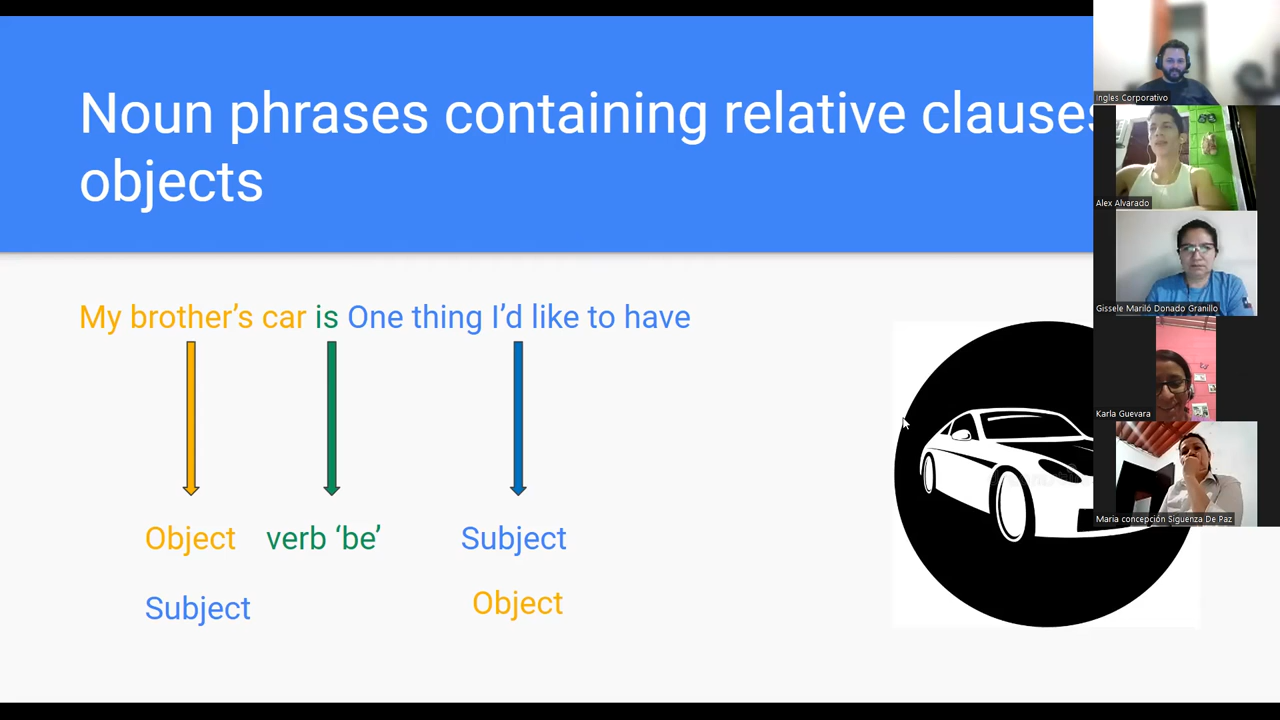 Noun phrases containing relative clauses
objects
My brother's car is One thing I'd like to have
Object verb 'be' Subject
Subject Object
Ingles Corporativo
Alex Alvarado
Gissele Mariló Donado Granillo
Karla Guevara
Maria concepción Siguenza De Paz